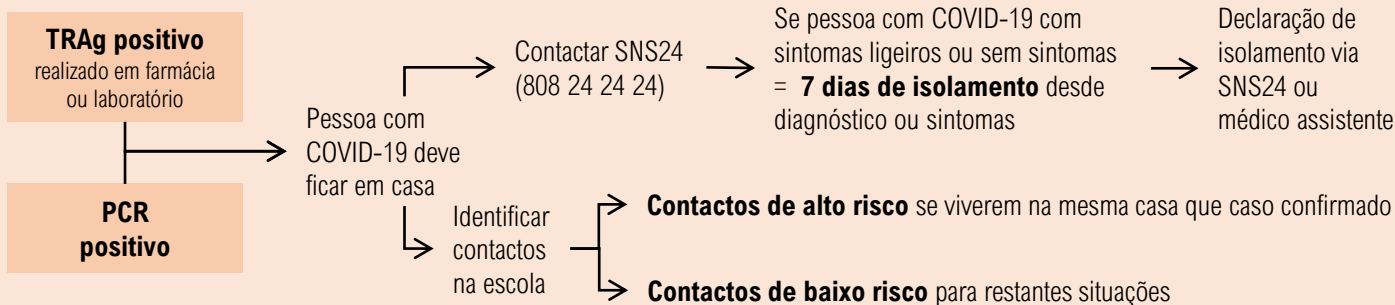 TRAg positivo
realizado em farmácia
ou laboratório
PCR
positivo
Pessoa com
COVID-19 deve
ficar em casa
Contactar SNS24
(808 24 24 24)
Se pessoa com COVID-19 com
sintomas ligeiros ou sem sintomas
= 7 dias de isolamento desde
diagnóstico ou sintomas
Declaração de
isolamento via
SNS24 ou
médico assistente
Identificar
contactos
na escola
Contactos de alto risco se viverem na mesma casa que caso confirmado
Contactos de baixo risco para restantes situações